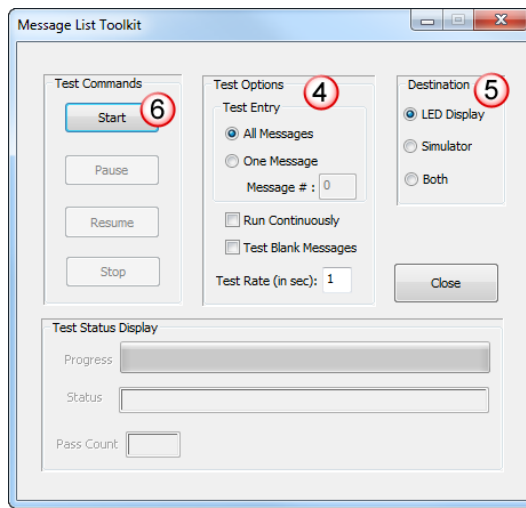 Message List Toolkit
Test Commands
6
Start
Pause
Resume
Stop
Test Options
4
Test Entry
All Messages
One Message
Message # : 0
Run Continuously
Test Blank Messages
Test Rate (in sec): 1
Destination
5
LED Display
Simulator
Both
Close
Test Status Display
Progress
Status
Pass Count